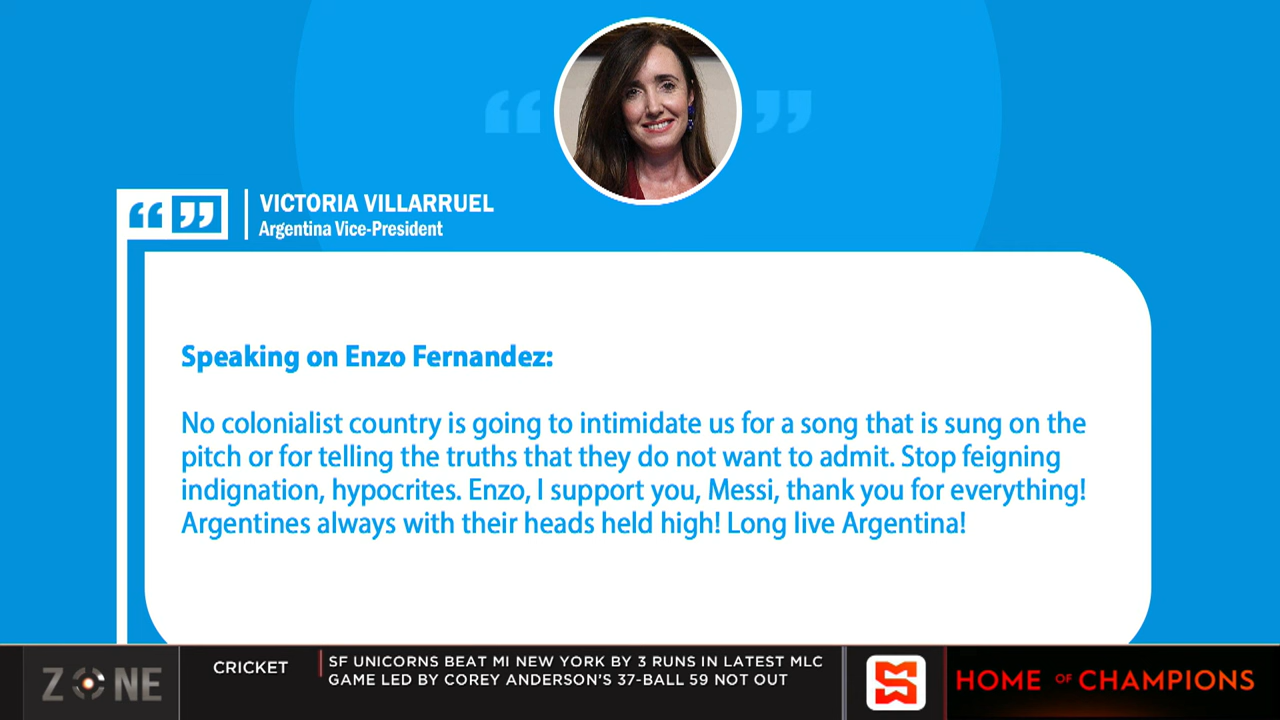 VICTORIA VILLARRUEL
Argentina Vice-President
Speaking on Enzo Fernandez:
No colonialist country is going to intimidate us for a song that is sung on the
pitch or for telling the truths that they do not want to admit. Stop feigning
indignation, hypocrites. Enzo, I support you, Messi, thank you for everything!
Argentines always with their heads held high! Long live Argentina!
ZONE
CRICKET
SF UNICORNS BEAT MI NEW YORK BY 3 RUNS IN LATEST MLC
GAME LED BY COREY ANDERSON'S 37-BALL 59 NOT OUT
HOME OF CHAMPIONS